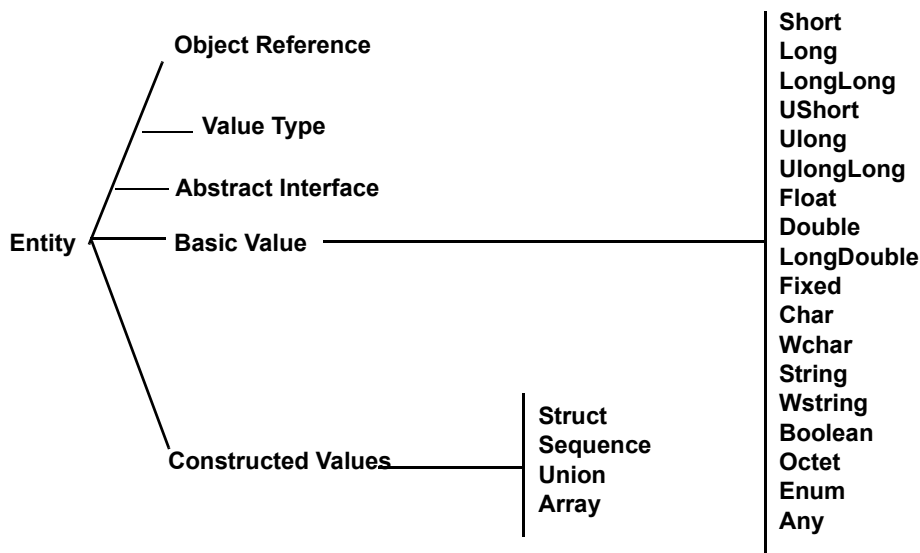 Object Reference
Value Type
Abstract Interface
Entity
Basic Value
Constructed Values
Struct
Sequence
Union
Array
Short
Long
LongLong
UShort
Ulong
UlongLong
Float
Double
LongDouble
Fixed
Char
Wchar
String
Wstring
Boolean
Octet
Enum
Any